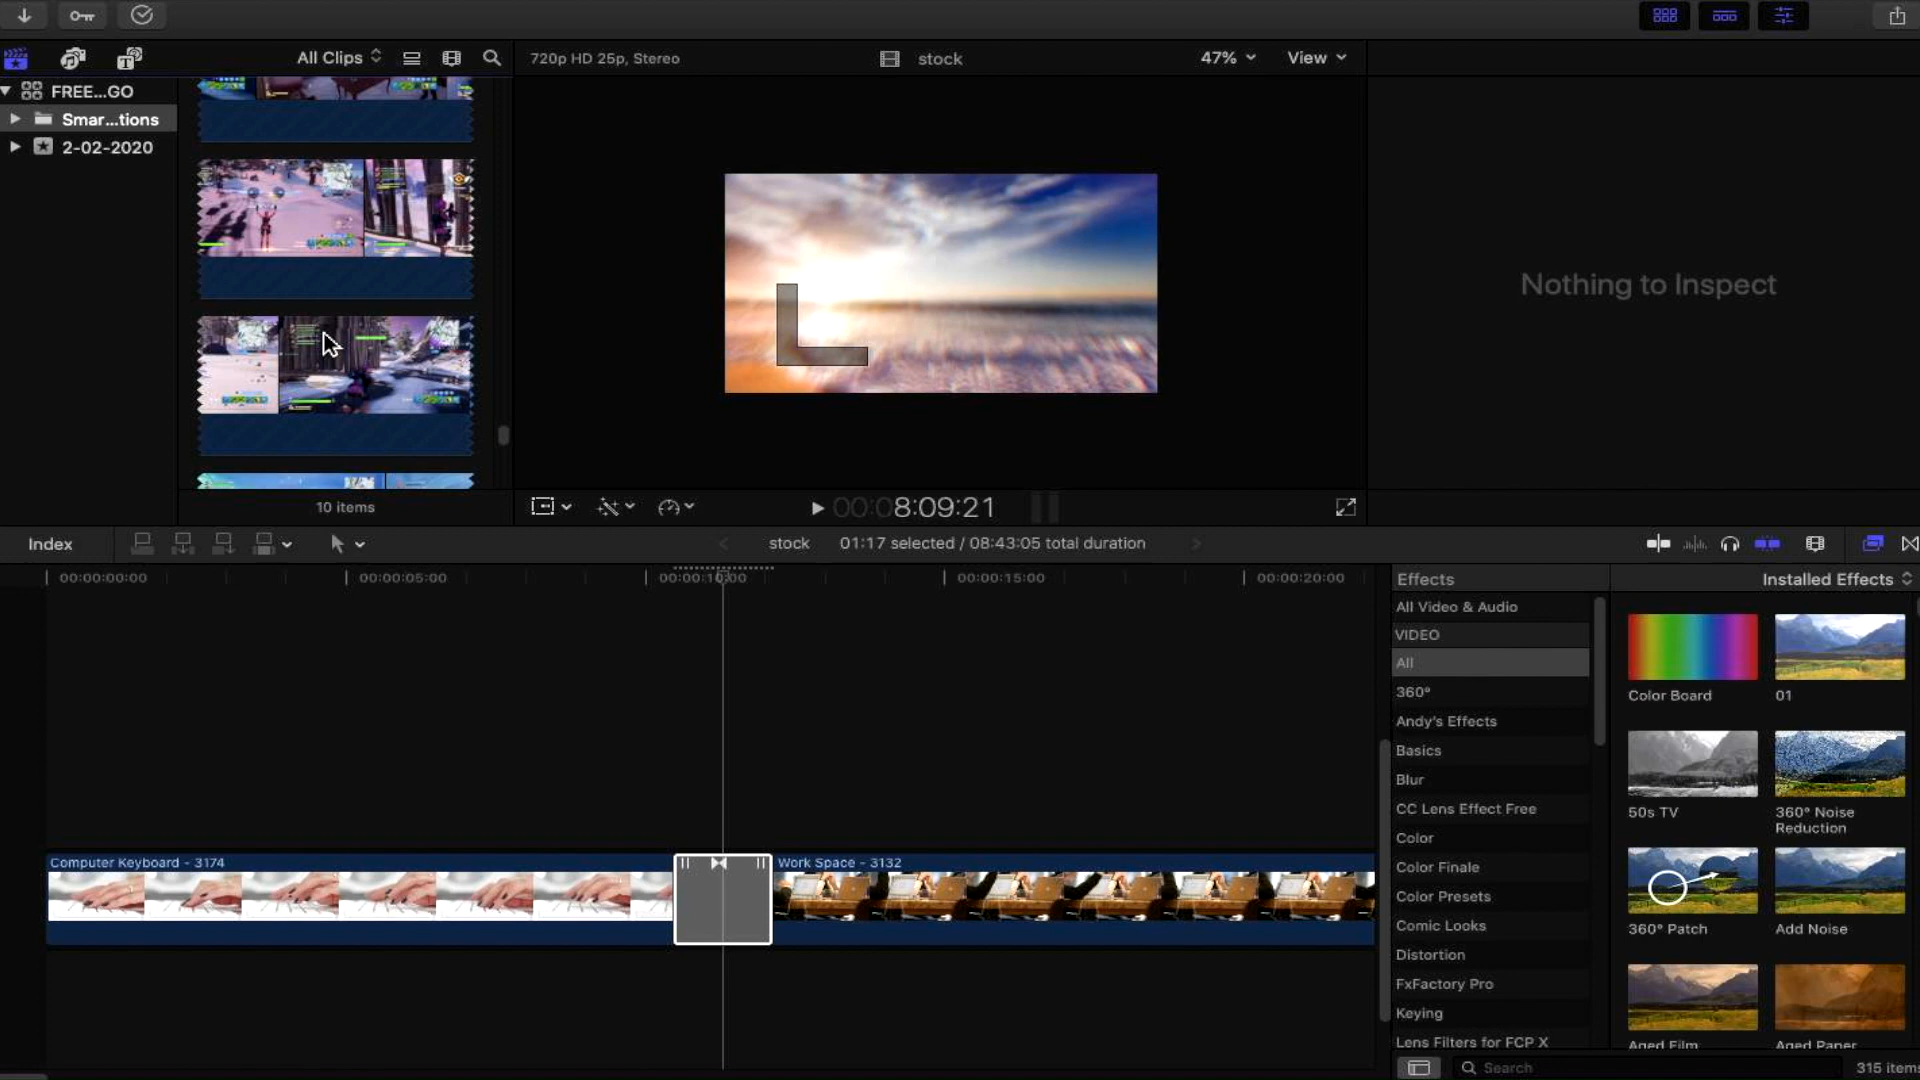 All Clips
720p HD 25p, Stereo
stock
47%
View
FREE...GO
Smar...tions
2-02-2020
Nothing to Inspect
10 items
00:08:09:21
Index
stock
01:17 selected / 08:43:05 total duration
00:00:00:00
00:00:05:00
00:00:10:00
00:00:15:00
00:00:20:00
Computer Keyboard - 3174
Work Space - 3132
Effects
Installed Effects
All Video & Audio
VIDEO
All
360°
Andy's Effects
Basics
Blur
CC Lens Effect Free
Color
Color Finale
Color Presets
Comic Looks
Distortion
FxFactory Pro
Keying
Lens Filters for FCP X
Color Board
01
50s TV
360° Noise
Reduction
360° Patch
Add Noise
Aged Film
Aged Paper
Search
315 items